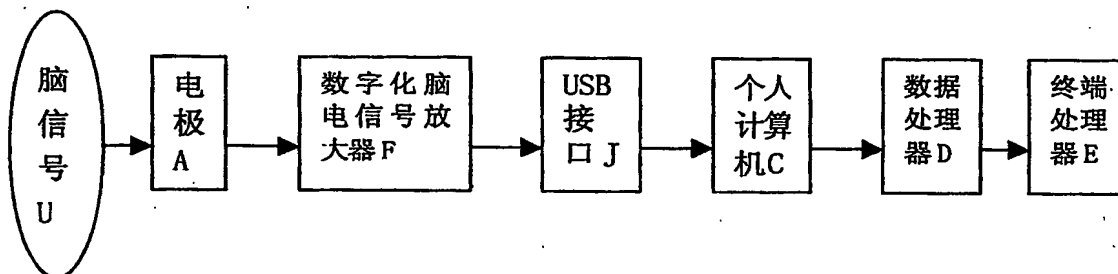 脑
信
号
U
电
极
A
数字化脑
电信号放
大器F
USB
接
口 J
个人
计算
机C
数据
处理
器D
终端
处理
器E